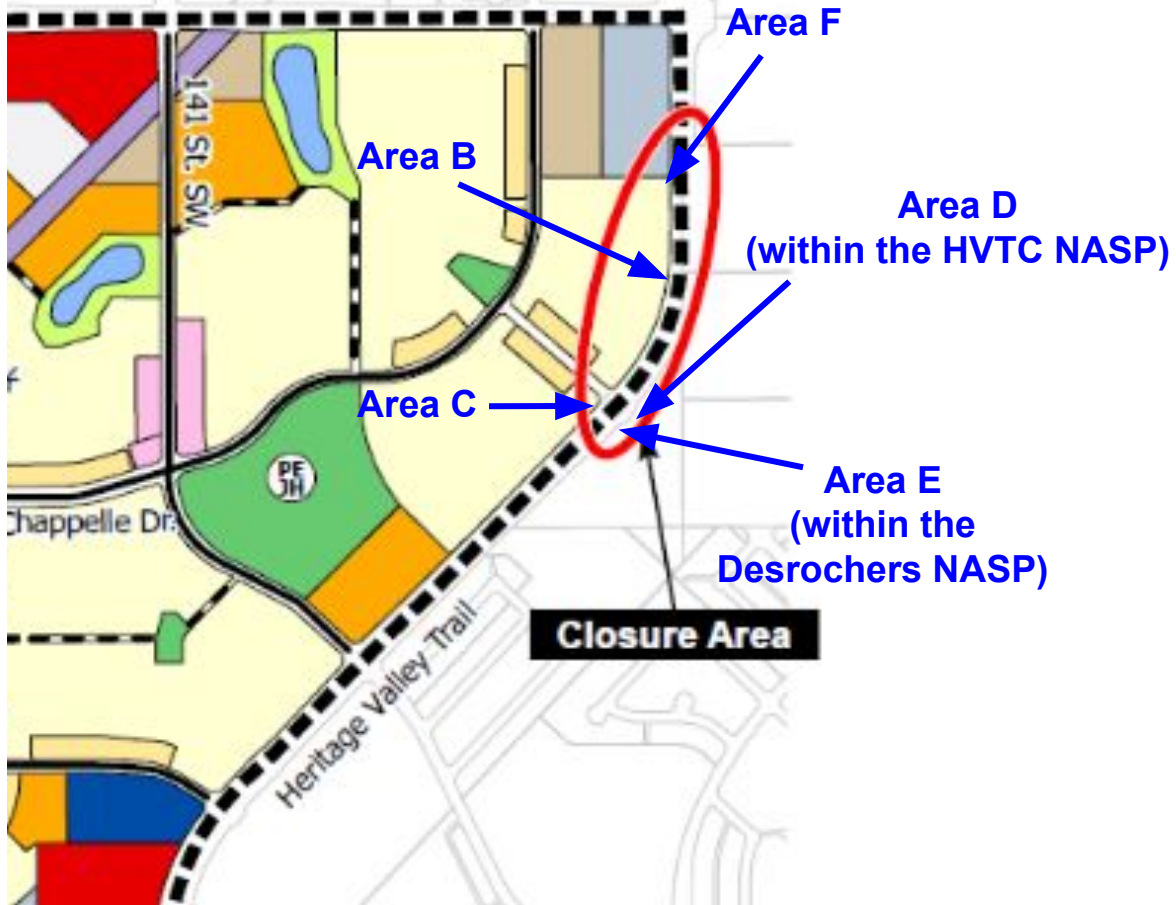 Area F
141 St. SW
Area B
Area D
(within the HVTC NASP)
Area C
PE
JH
Area E
(within the
Desrochers NASP)
Chappelle Dr.
Closure Area
Heritage Valley Trail